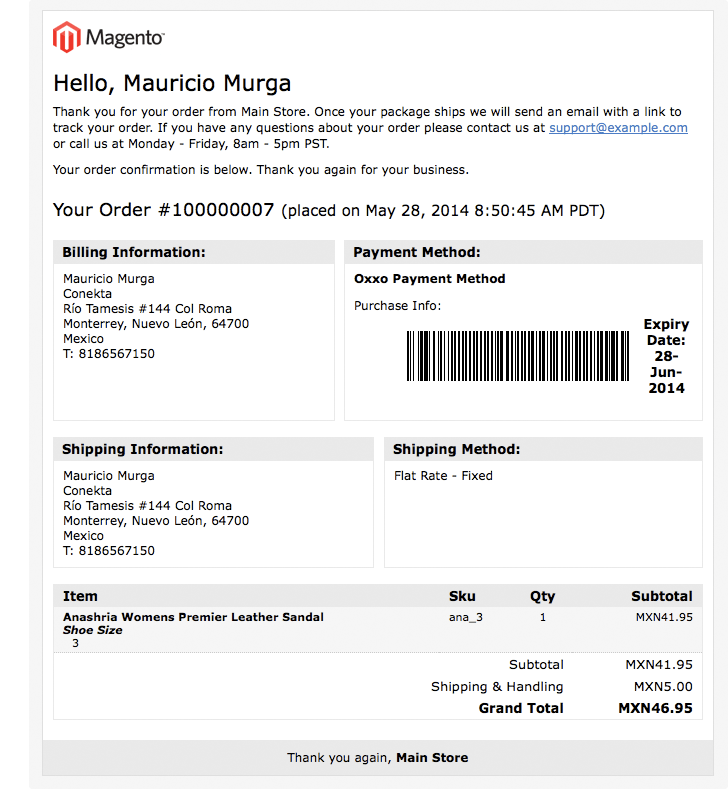 Magento™
Hello, Mauricio Murga
Thank you for your order from Main Store. Once your package ships we will send an email with a link to
track your order. If you have any questions about your order please contact us at support@example.com
or call us at Monday - Friday, 8am - 5pm PST.
Your order confirmation is below. Thank you again for your business.
Your Order #100000007 (placed on May 28, 2014 8:50:45 AM PDT)
Billing Information:
Mauricio Murga
Conekta
Río Tamesis #144 Col Roma
Monterrey, Nuevo León, 64700
Mexico
T: 8186567150
Payment Method:
Oxxo Payment Method
Purchase Info:
Expiry
Date:
28-
Jun-
2014
Shipping Information:
Mauricio Murga
Conekta
Río Tamesis #144 Col Roma
Monterrey, Nuevo León, 64700
Mexico
T: 8186567150
Shipping Method:
Flat Rate - Fixed
Item Sku Qty Subtotal
Anashria Womens Premier Leather Sandal ana_3 1 MXN41.95
Shoe Size
3
Subtotal MXN41.95
Shipping & Handling MXN5.00
Grand Total MXN46.95
Thank you again, Main Store